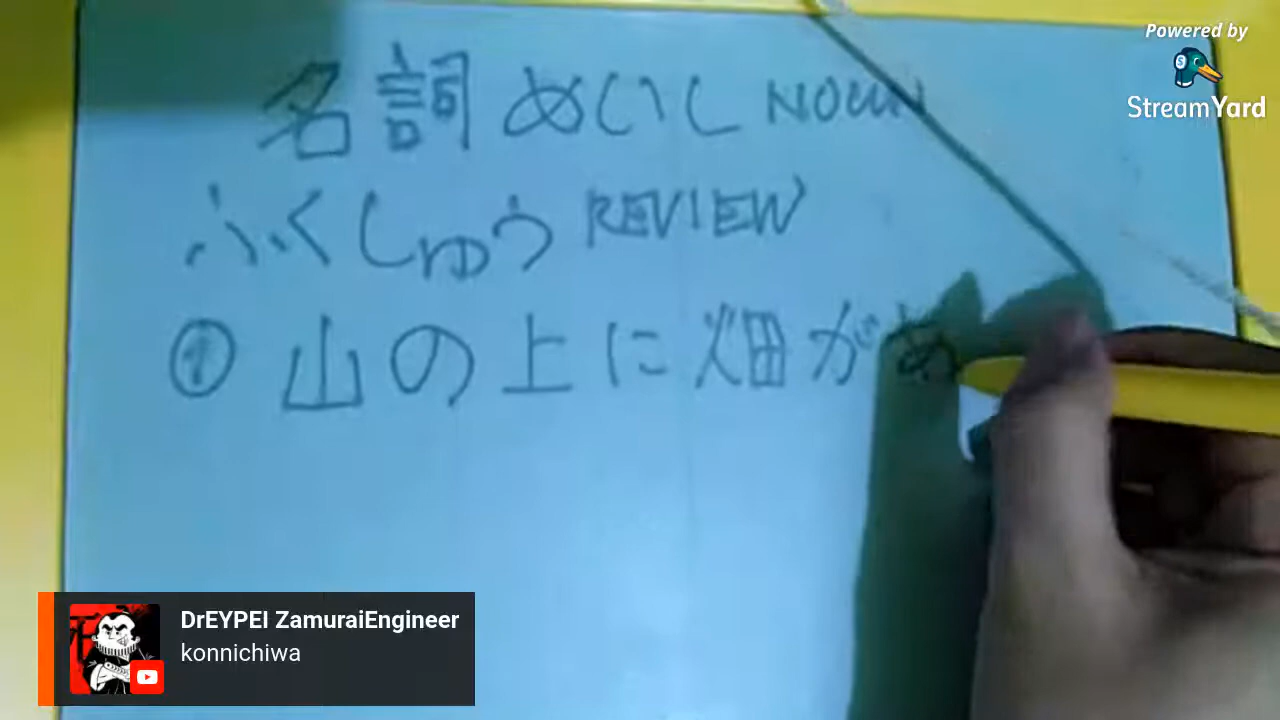 Powered by
StreamYard
名詞 めいし NOUN
ふくしゅう REVIEW
① 山の上に畑があ
DrEYPEI ZamuraiEngineer
konnichiwa